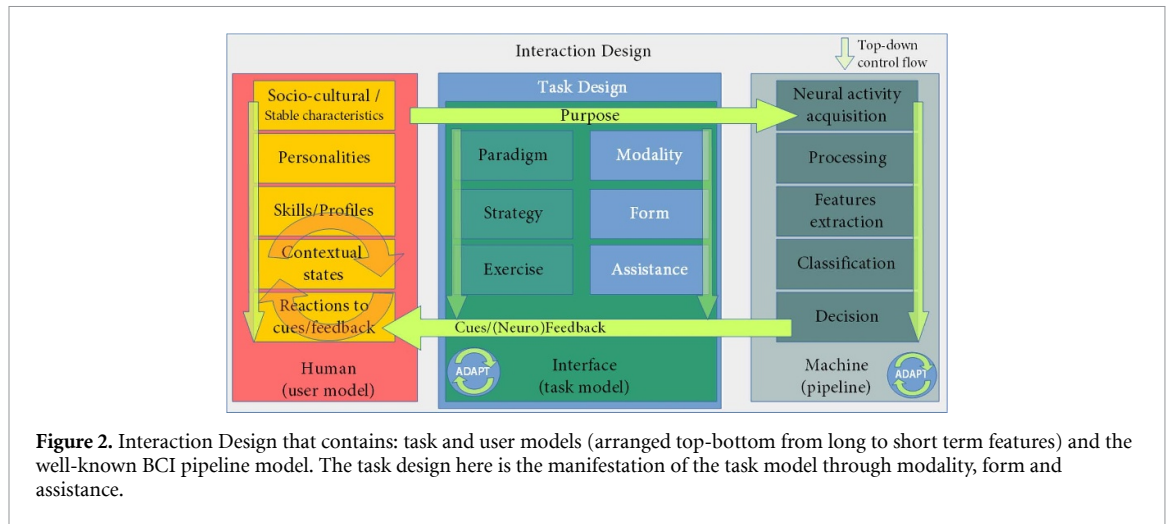 Interaction Design
Top-down
control flow
Socio-cultural /
Stable characteristics
Personalities
Skills/Profiles
Contextual
states
Reactions to
cues/feedback
Human
(user model)
Task Design
Purpose
Paradigm
Modality
Strategy
Form
Exercise
Assistance
Cues/(Neuro)Feedback
ADAPT
Interface
(task model)
Neural activity
acquisition
Processing
Features
extraction
Classification
Decision
Machine
(pipeline)
ADAPT
Figure 2. Interaction Design that contains: task and user models (arranged top-bottom from long to short term features) and the
well-known BCI pipeline model. The task design here is the manifestation of the task model through modality, form and
assistance.